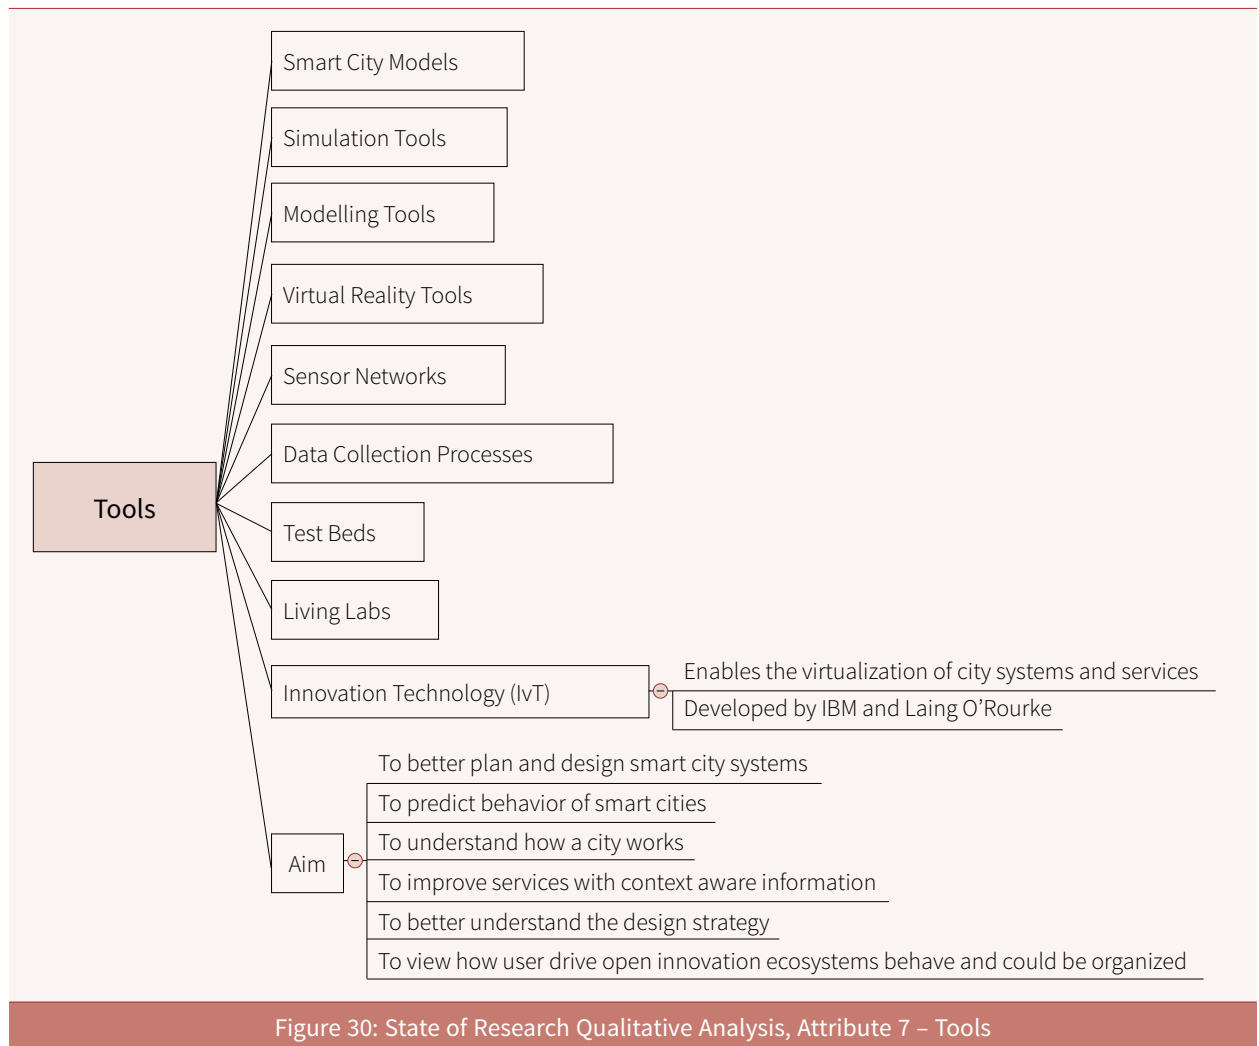 Smart City Models
Simulation Tools
Modelling Tools
Virtual Reality Tools
Sensor Networks
Data Collection Processes
Tools
Test Beds
Living Labs
Innovation Technology (IvT)
Enables the virtualization of city systems and services
Developed by IBM and Laing O’Rourke
Aim
To better plan and design smart city systems
To predict behavior of smart cities
To understand how a city works
To improve services with context aware information
To better understand the design strategy
To view how user drive open innovation ecosystems behave and could be organized
Figure 30: State of Research Qualitative Analysis, Attribute 7 – Tools